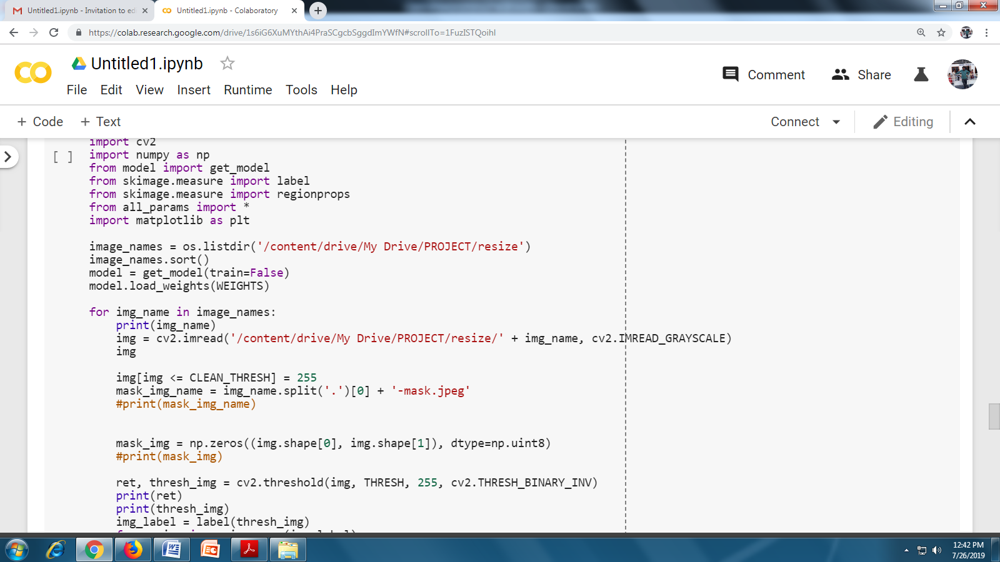 Untitled1.ipynb - Invitation to ed
Untitled1.ipynb - Colaboratory
https://colab.research.google.com/drive/1s6iG6XuMYthAi4PraSCgcbSggdImYWfN#scrollTo=1FuzISTQoihI
Untitled1.ipynb
File Edit View Insert Runtime Tools Help
Comment Share
+ Code + Text
Connect Editing
import cv2
[ ] import numpy as np
from model import get_model
from skimage.measure import label
from skimage.measure import regionprops
from all_params import *
import matplotlib as plt
image_names = os.listdir('/content/drive/My Drive/PROJECT/resize')
image_names.sort()
model = get_model(train=False)
model.load_weights(WEIGHTS)
for img_name in image_names:
print(img_name)
img = cv2.imread('/content/drive/My Drive/PROJECT/resize/' + img_name, cv2.IMREAD_GRAYSCALE)
img
img[img <= CLEAN_THRESH] = 255
mask_img_name = img_name.split('.')[0] + '-mask.jpeg'
#print(mask_img_name)
mask_img = np.zeros((img.shape[0], img.shape[1]), dtype=np.uint8)
#print(mask_img)
ret, thresh_img = cv2.threshold(img, THRESH, 255, cv2.THRESH_BINARY_INV)
print(ret)
print(thresh_img)
img_label = label(thresh_img)
12:42 PM
7/26/2019